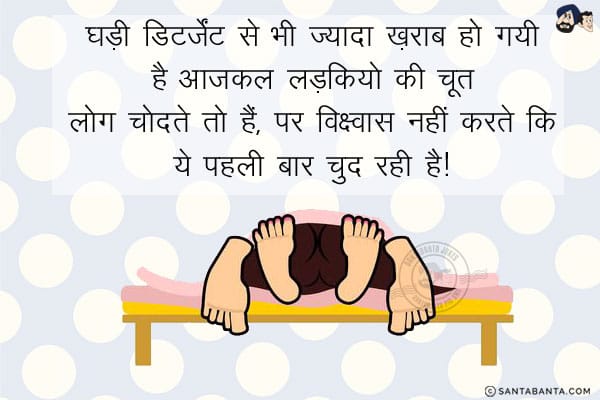 घड़ी डिटर्जेंट से भी ज्यादा ख़राब हो गयी
है आजकल लड़कियो की चूत
लोग चोदते तो हैं, पर विश्वास नहीं करते कि
ये पहली बार चुद रही है!
© SANTABANTA.COM